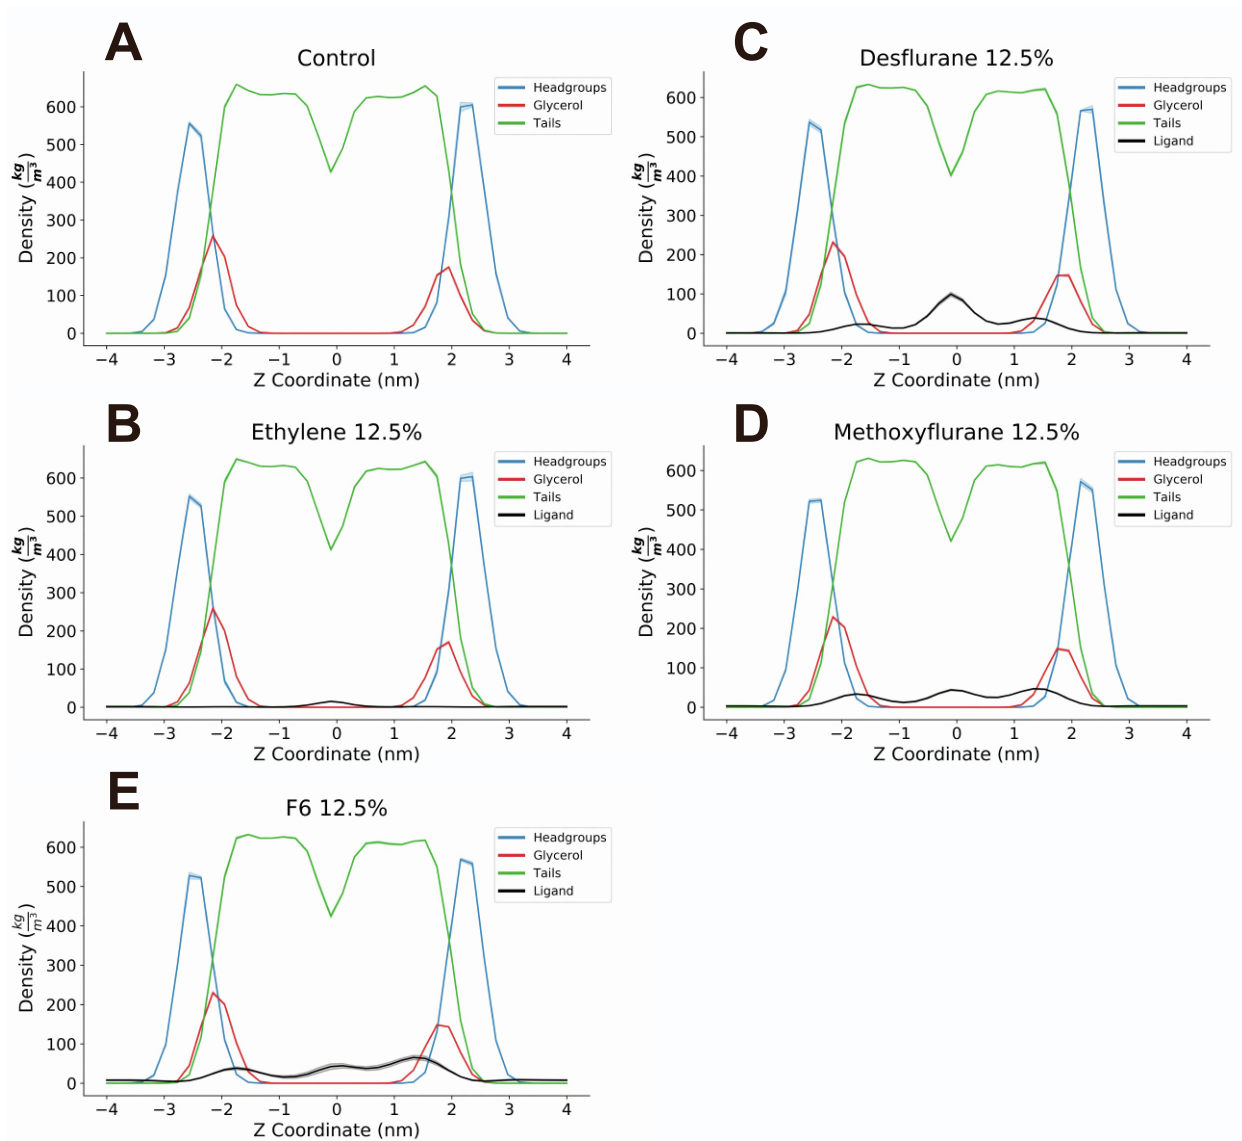 A
Control
Headgroups
Glycerol
Tails
Density (kg/m³)
600
500
400
300
200
100
0
−4 −3 −2 −1 0 1 2 3 4
Z Coordinate (nm)
C
Desflurane 12.5%
Headgroups
Glycerol
Tails
Ligand
Density (kg/m³)
600
500
400
300
200
100
0
−4 −3 −2 −1 0 1 2 3 4
Z Coordinate (nm)
B
Ethylene 12.5%
Headgroups
Glycerol
Tails
Ligand
Density (kg/m³)
600
500
400
300
200
100
0
−4 −3 −2 −1 0 1 2 3 4
Z Coordinate (nm)
D
Methoxyflurane 12.5%
Headgroups
Glycerol
Tails
Ligand
Density (kg/m³)
600
500
400
300
200
100
0
−4 −3 −2 −1 0 1 2 3 4
Z Coordinate (nm)
E
F6 12.5%
Headgroups
Glycerol
Tails
Ligand
Density (kg/m³)
600
500
400
300
200
100
0
−4 −3 −2 −1 0 1 2 3 4
Z Coordinate (nm)